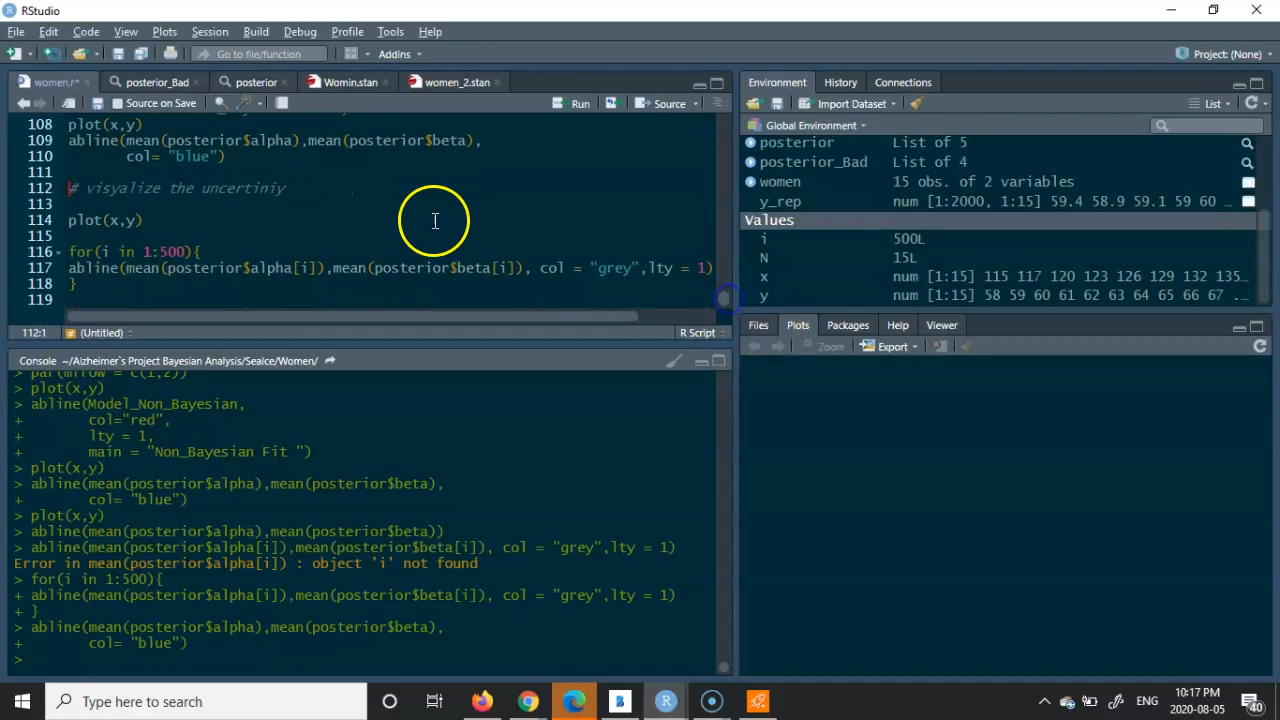 RStudio
File Edit Code View Plots Session Build Debug Profile Tools Help
Go to file/function Addins Project: (None)
women.r* posterior_Bad posterior Womin.stan women_2.stan
Source on Save Run Source
108 plot(x,y)
109 abline(mean(posterior$alpha),mean(posterior$beta),
110 col= "blue")
111
112 # visyalize the uncertiniy
113
114 plot(x,y)
115
116 for(i in 1:500){
117 abline(mean(posterior$alpha[i]),mean(posterior$beta[i]), col = "grey",lty = 1)
118 }
119
112:1 # (Untitled) R Script
Console ~/Alzheimer`s Project Bayesian Analysis/Sealce/Women/
par(mfrow = c(1,2))
> plot(x,y)
> abline(Model_Non_Bayesian,
+ col="red",
+ lty = 1,
+ main = "Non_Bayesian Fit ")
> plot(x,y)
> abline(mean(posterior$alpha),mean(posterior$beta),
+ col= "blue")
> plot(x,y)
> abline(mean(posterior$alpha),mean(posterior$beta))
> abline(mean(posterior$alpha[i]),mean(posterior$beta[i]), col = "grey",lty = 1)
Error in mean(posterior$alpha[i]) : object 'i' not found
> for(i in 1:500){
+ abline(mean(posterior$alpha[i]),mean(posterior$beta[i]), col = "grey",lty = 1)
+ }
> abline(mean(posterior$alpha),mean(posterior$beta),
+ col= "blue")
>
Environment History Connections
Import Dataset List
Global Environment
posterior List of 5
posterior_Bad List of 4
women 15 obs. of 2 variables
y_rep num [1:2000, 1:15] 59.4 58.9 59.1 59 60 ...
Values
i 500L
N 15L
x num [1:15] 115 117 120 123 126 129 132 135...
y num [1:15] 58 59 60 61 62 63 64 65 66 67 ...
Files Plots Packages Help Viewer
Zoom Export
Type here to search
B
R
ENG
10:17 PM
2020-08-05
40